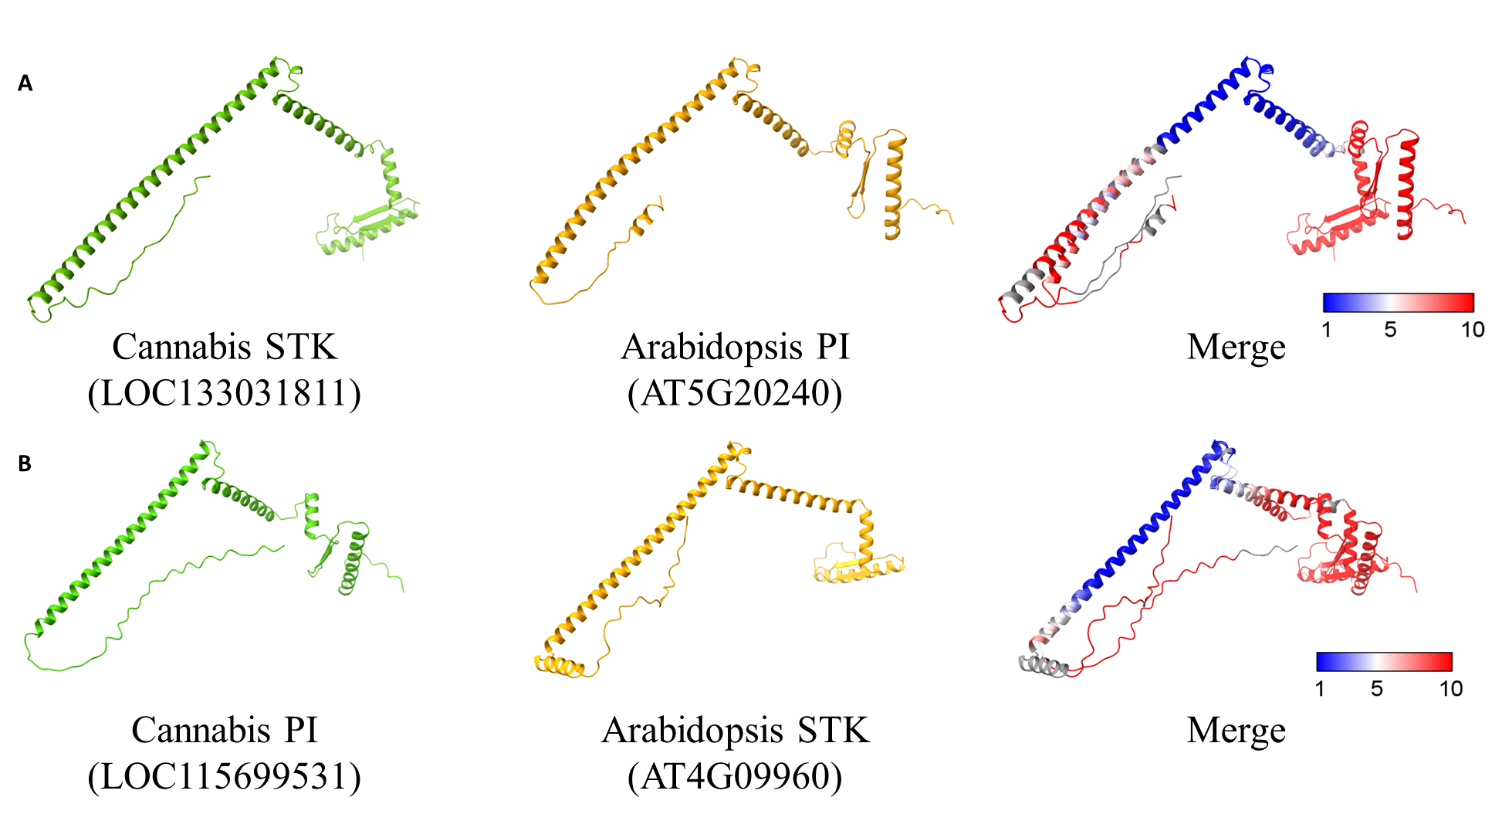 A
Cannabis STK
(LOC133031811)
Arabidopsis PI
(AT5G20240)
Merge
1 5 10
B
Cannabis PI
(LOC115699531)
Arabidopsis STK
(AT4G09960)
Merge
1 5 10